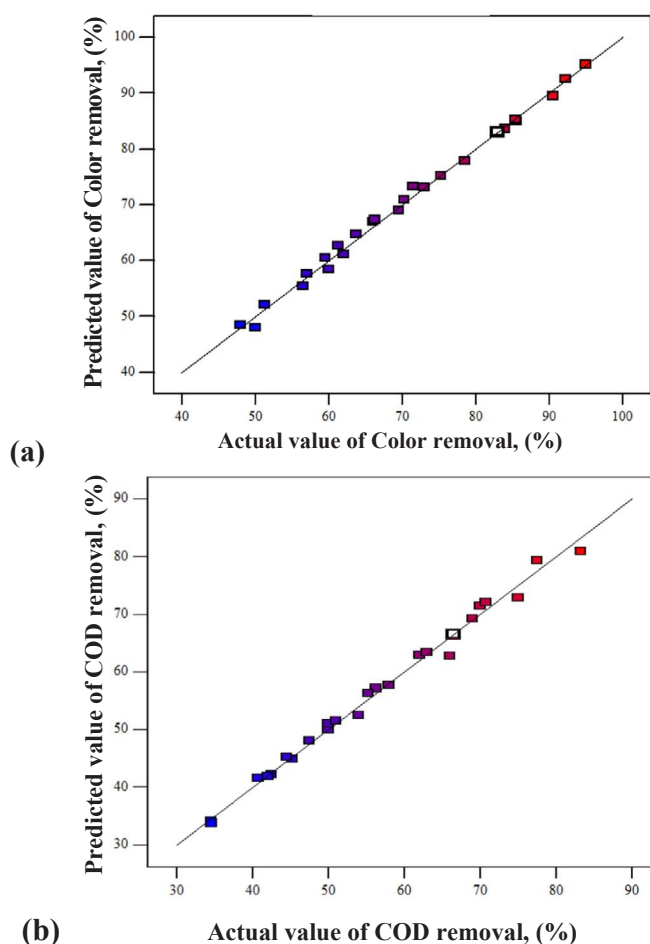 Predicted value of Color removal, (%)
100
90
80
70
60
50
40
40 50 60 70 80 90 100
Actual value of Color removal, (%)
(a)
Predicted value of COD removal, (%)
90
80
70
60
50
40
30
30 40 50 60 70 80 90
Actual value of COD removal, (%)
(b)